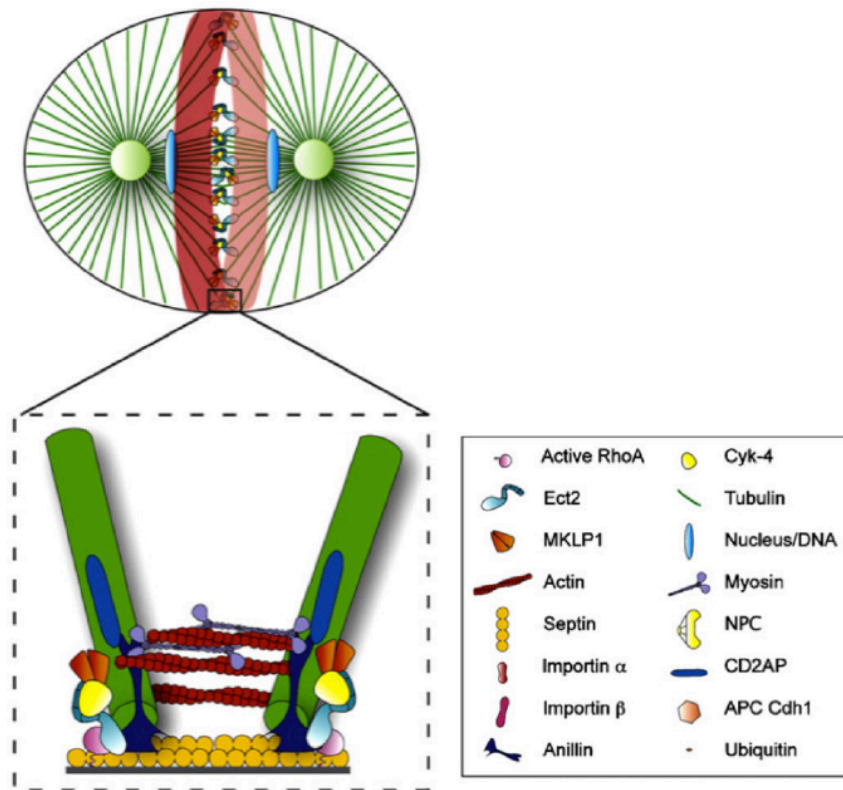 Active RhoA Cyk-4
Ect2 Tubulin
MKLP1 Nucleus/DNA
Actin Myosin
Septin NPC
Importin α CD2AP
Importin β APC Cdh1
Anillin Ubiquitin